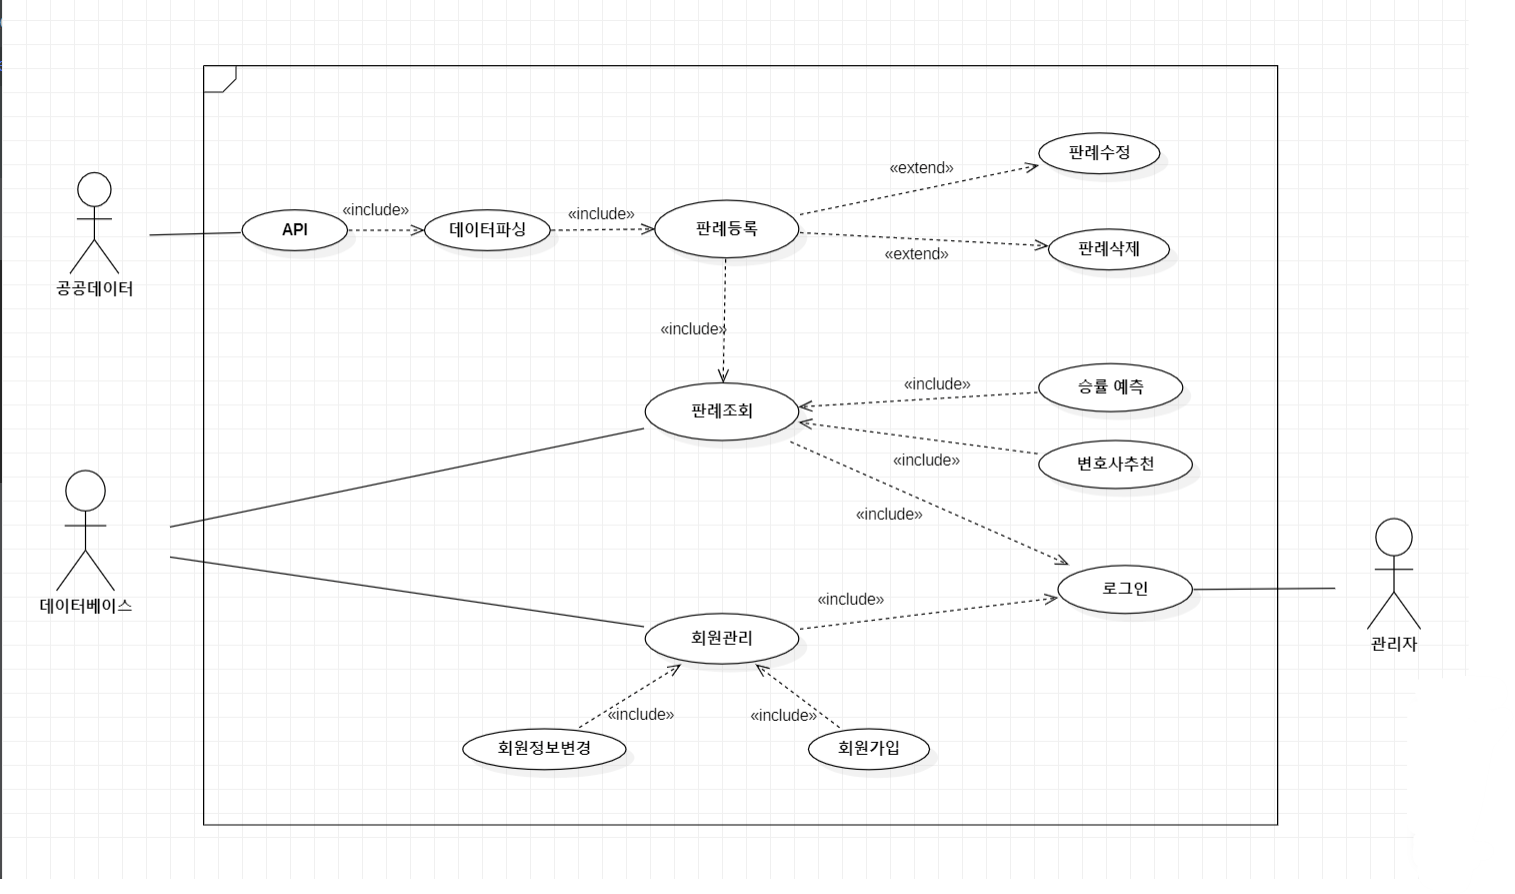 판례수정
«extend»
«include»
«include»
API
데이터파싱
판례등록
판례삭제
«extend»
공공데이터
«include»
«include»
승률 예측
판례조회
«include»
변호사추천
«include»
로그인
«include»
데이터베이스
회원관리
관리자
«include»
«include»
회원정보변경
회원가입